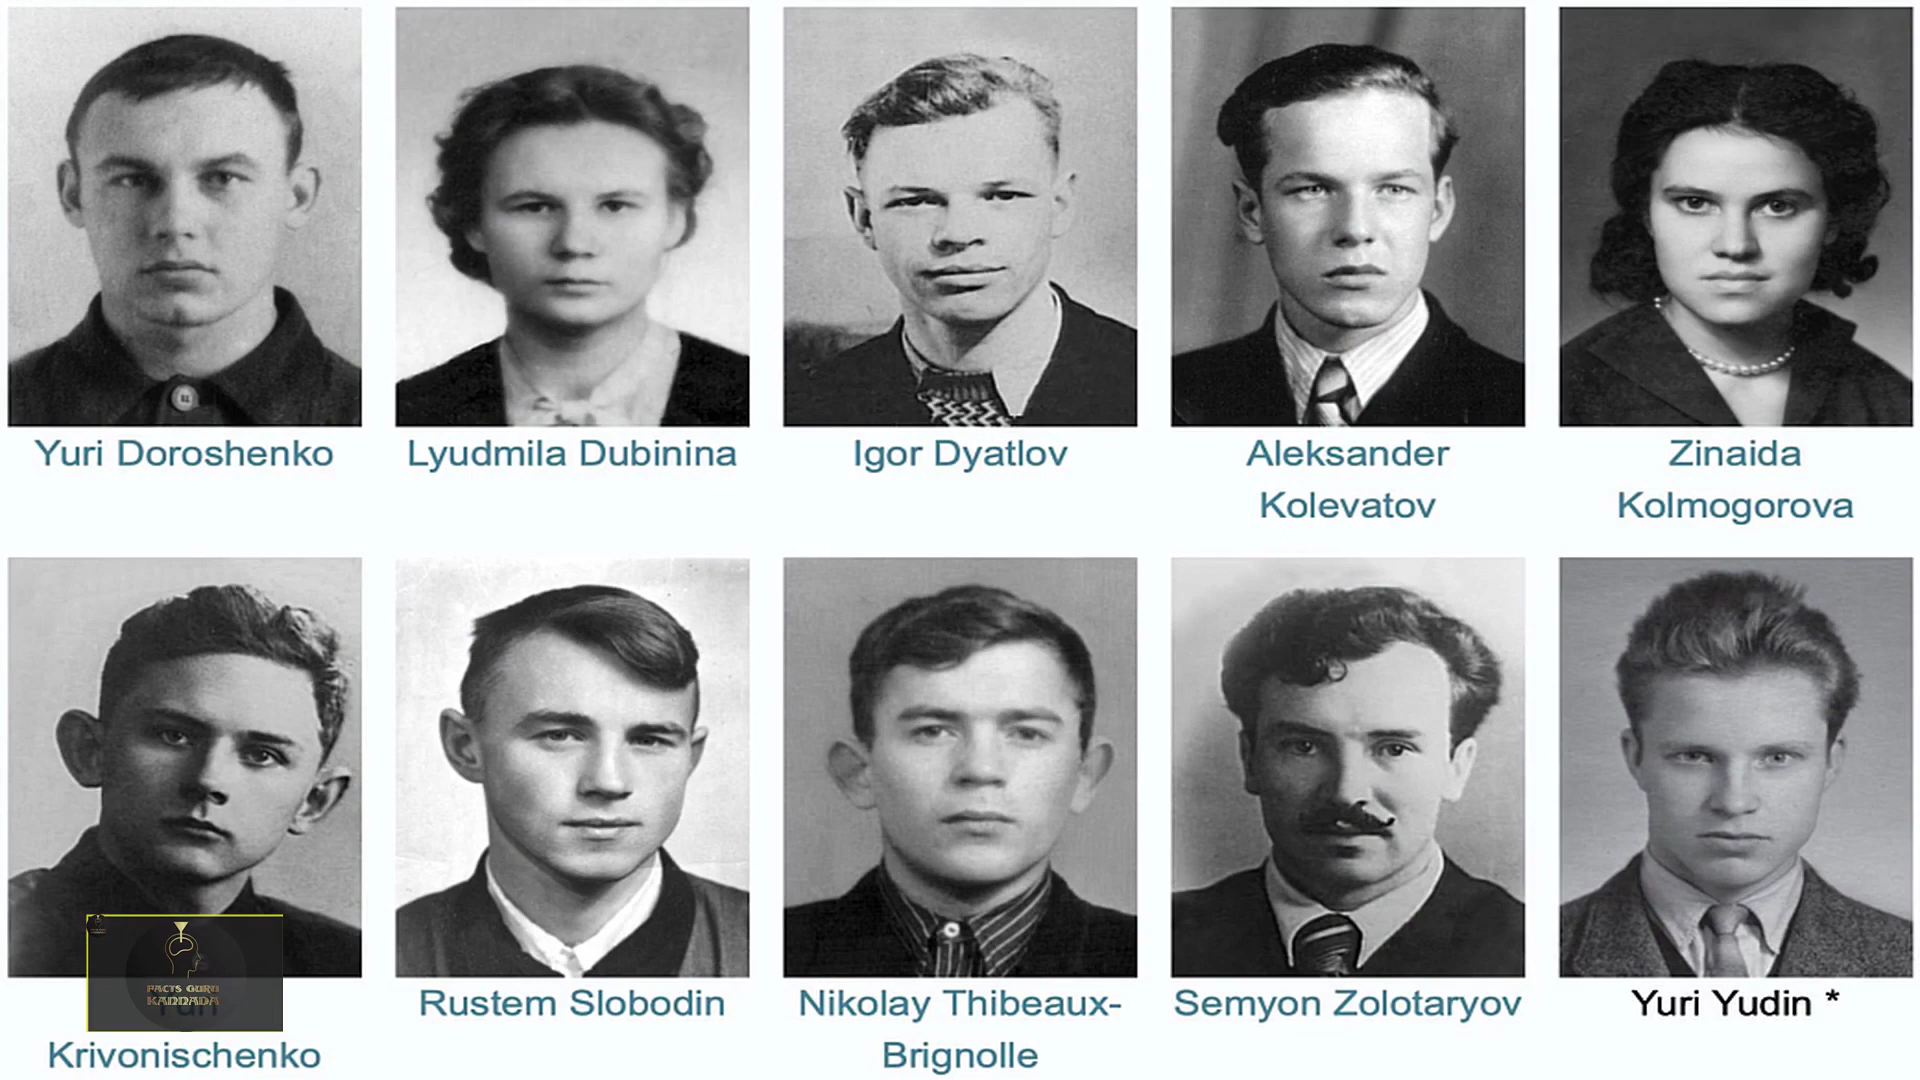 Yuri Doroshenko
Lyudmila Dubinina
Igor Dyatlov
Aleksander
Kolevatov
Zinaida
Kolmogorova
FACTS GURU
KANNADA
Yuri
Krivonischenko
Rustem Slobodin
Nikolay Thibeaux-
Brignolle
Semyon Zolotaryov
Yuri Yudin *